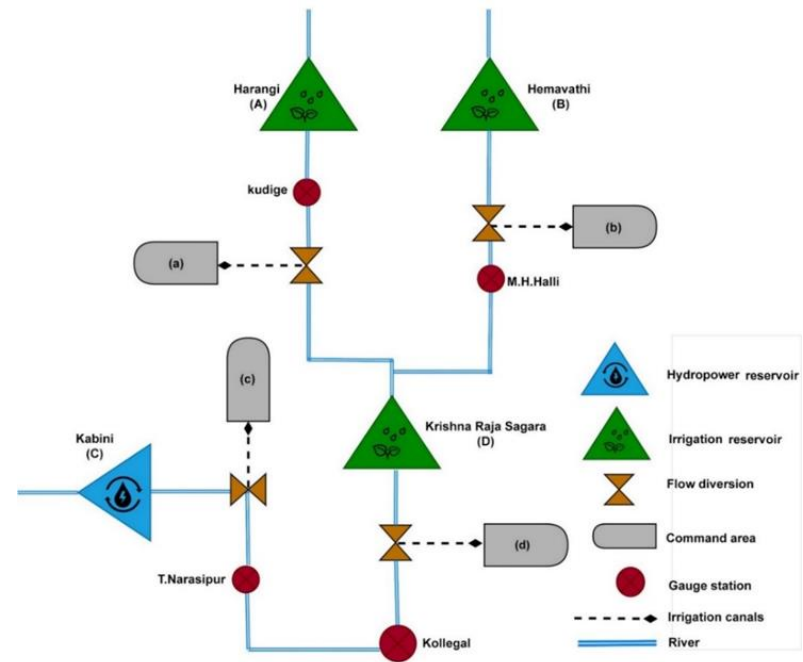 Harangi
(A)
Hemavathi
(B)
kudige
(a)
(b)
M.H.Halli
(c)
Kabini
(C)
Krishna Raja Sagara
(D)
(d)
T.Narasipur
Kollegal
Hydropower reservoir
Irrigation reservoir
Flow diversion
Command area
Gauge station
Irrigation canals
River